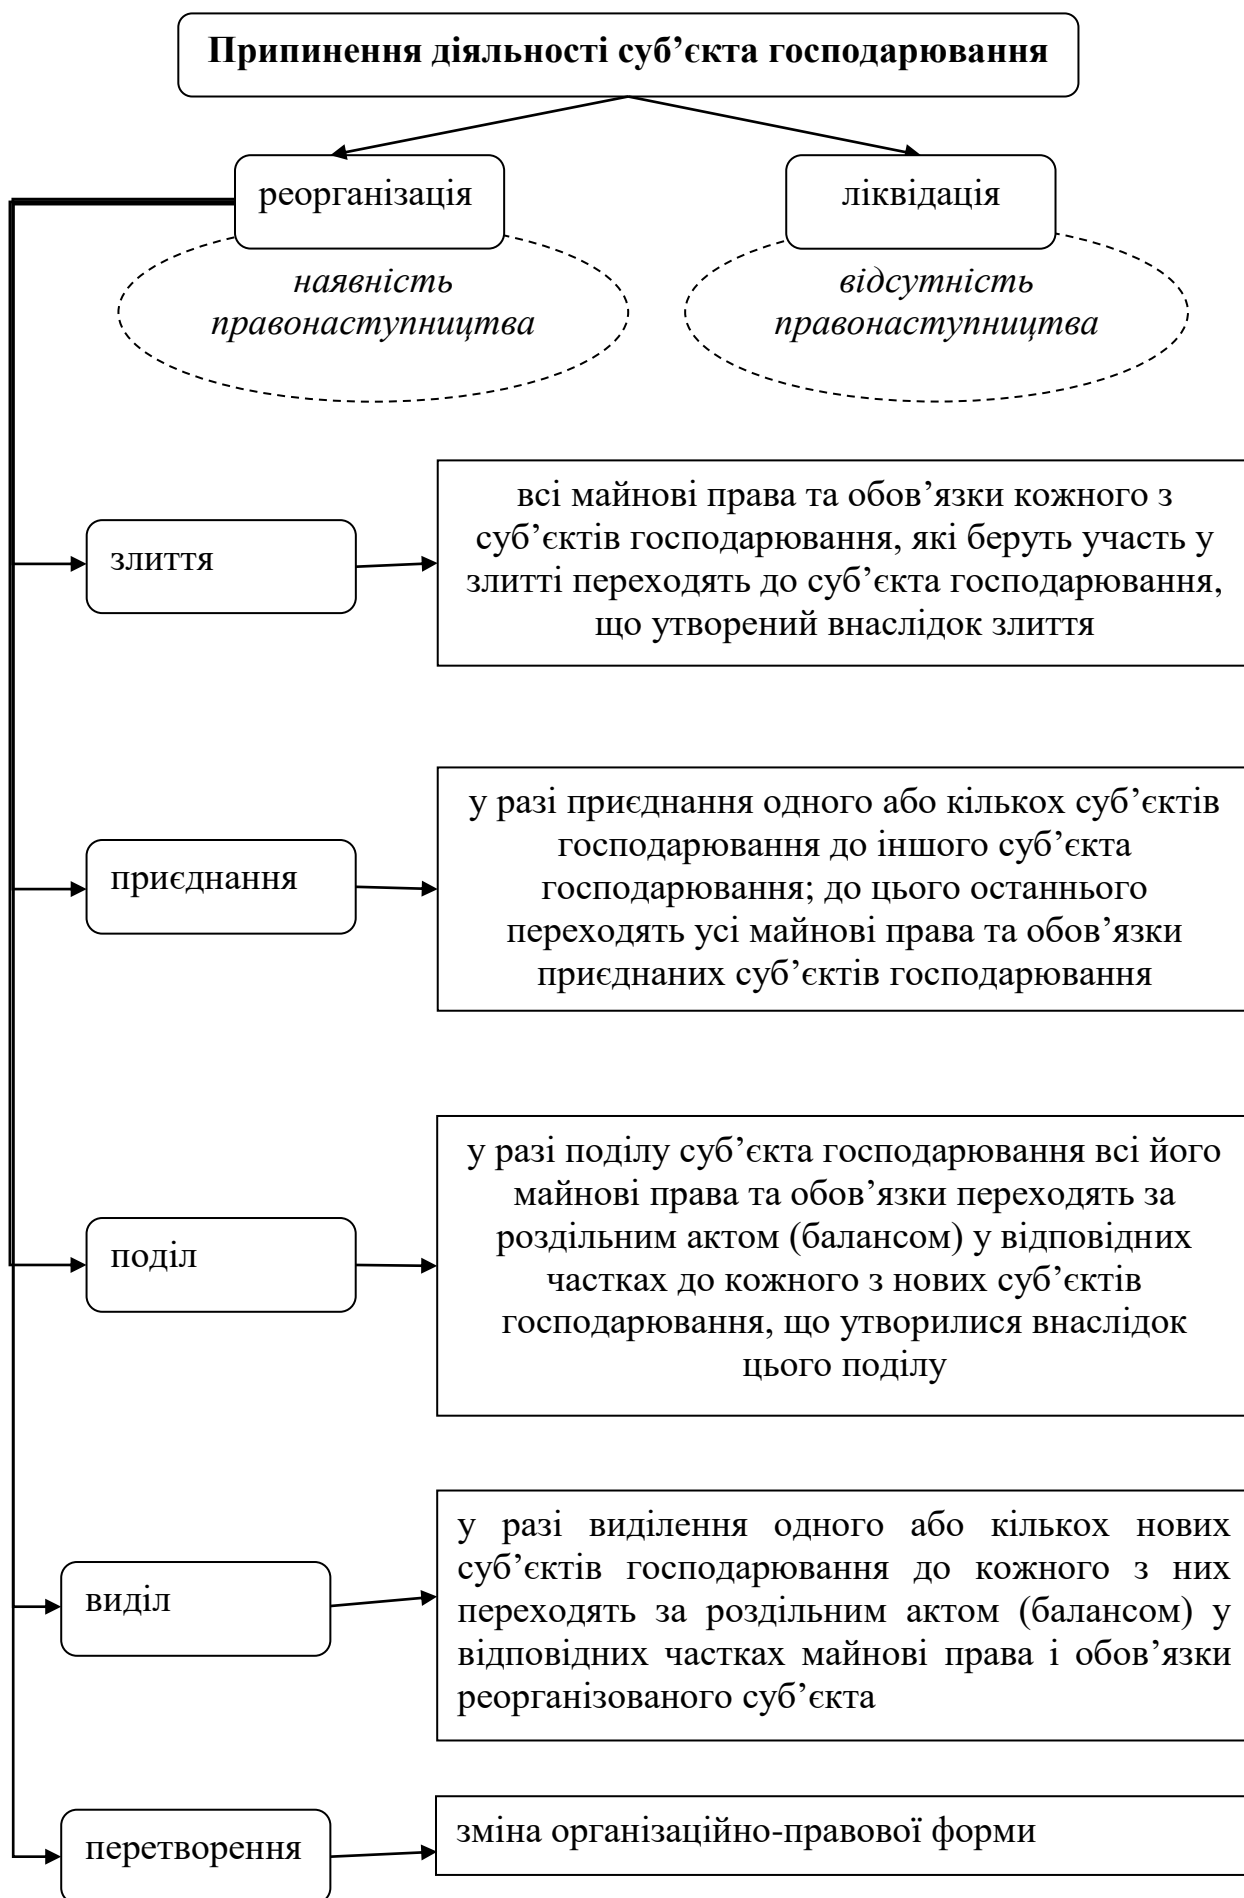 Припинення діяльності суб’єкта господарювання
реорганізація
ліквідація
наявність
правонаступництва
відсутність
правонаступництва
злиття
всі майнові права та обов’язки кожного з
суб’єктів господарювання, які беруть участь у
злитті переходять до суб’єкта господарювання,
що утворений внаслідок злиття
приєднання
у разі приєднання одного або кількох суб’єктів
господарювання до іншого суб’єкта
господарювання; до цього останнього
переходять усі майнові права та обов’язки
приєднаних суб’єктів господарювання
поділ
у разі поділу суб’єкта господарювання всі його
майнові права та обов’язки переходять за
роздільним актом (балансом) у відповідних
частках до кожного з нових суб’єктів
господарювання, що утворилися внаслідок
цього поділу
виділ
у разі виділення одного або кількох нових
суб’єктів господарювання до кожного з них
переходять за роздільним актом (балансом) у
відповідних частках майнові права і обов’язки
реорганізованого суб’єкта
перетворення
зміна організаційно-правової форми